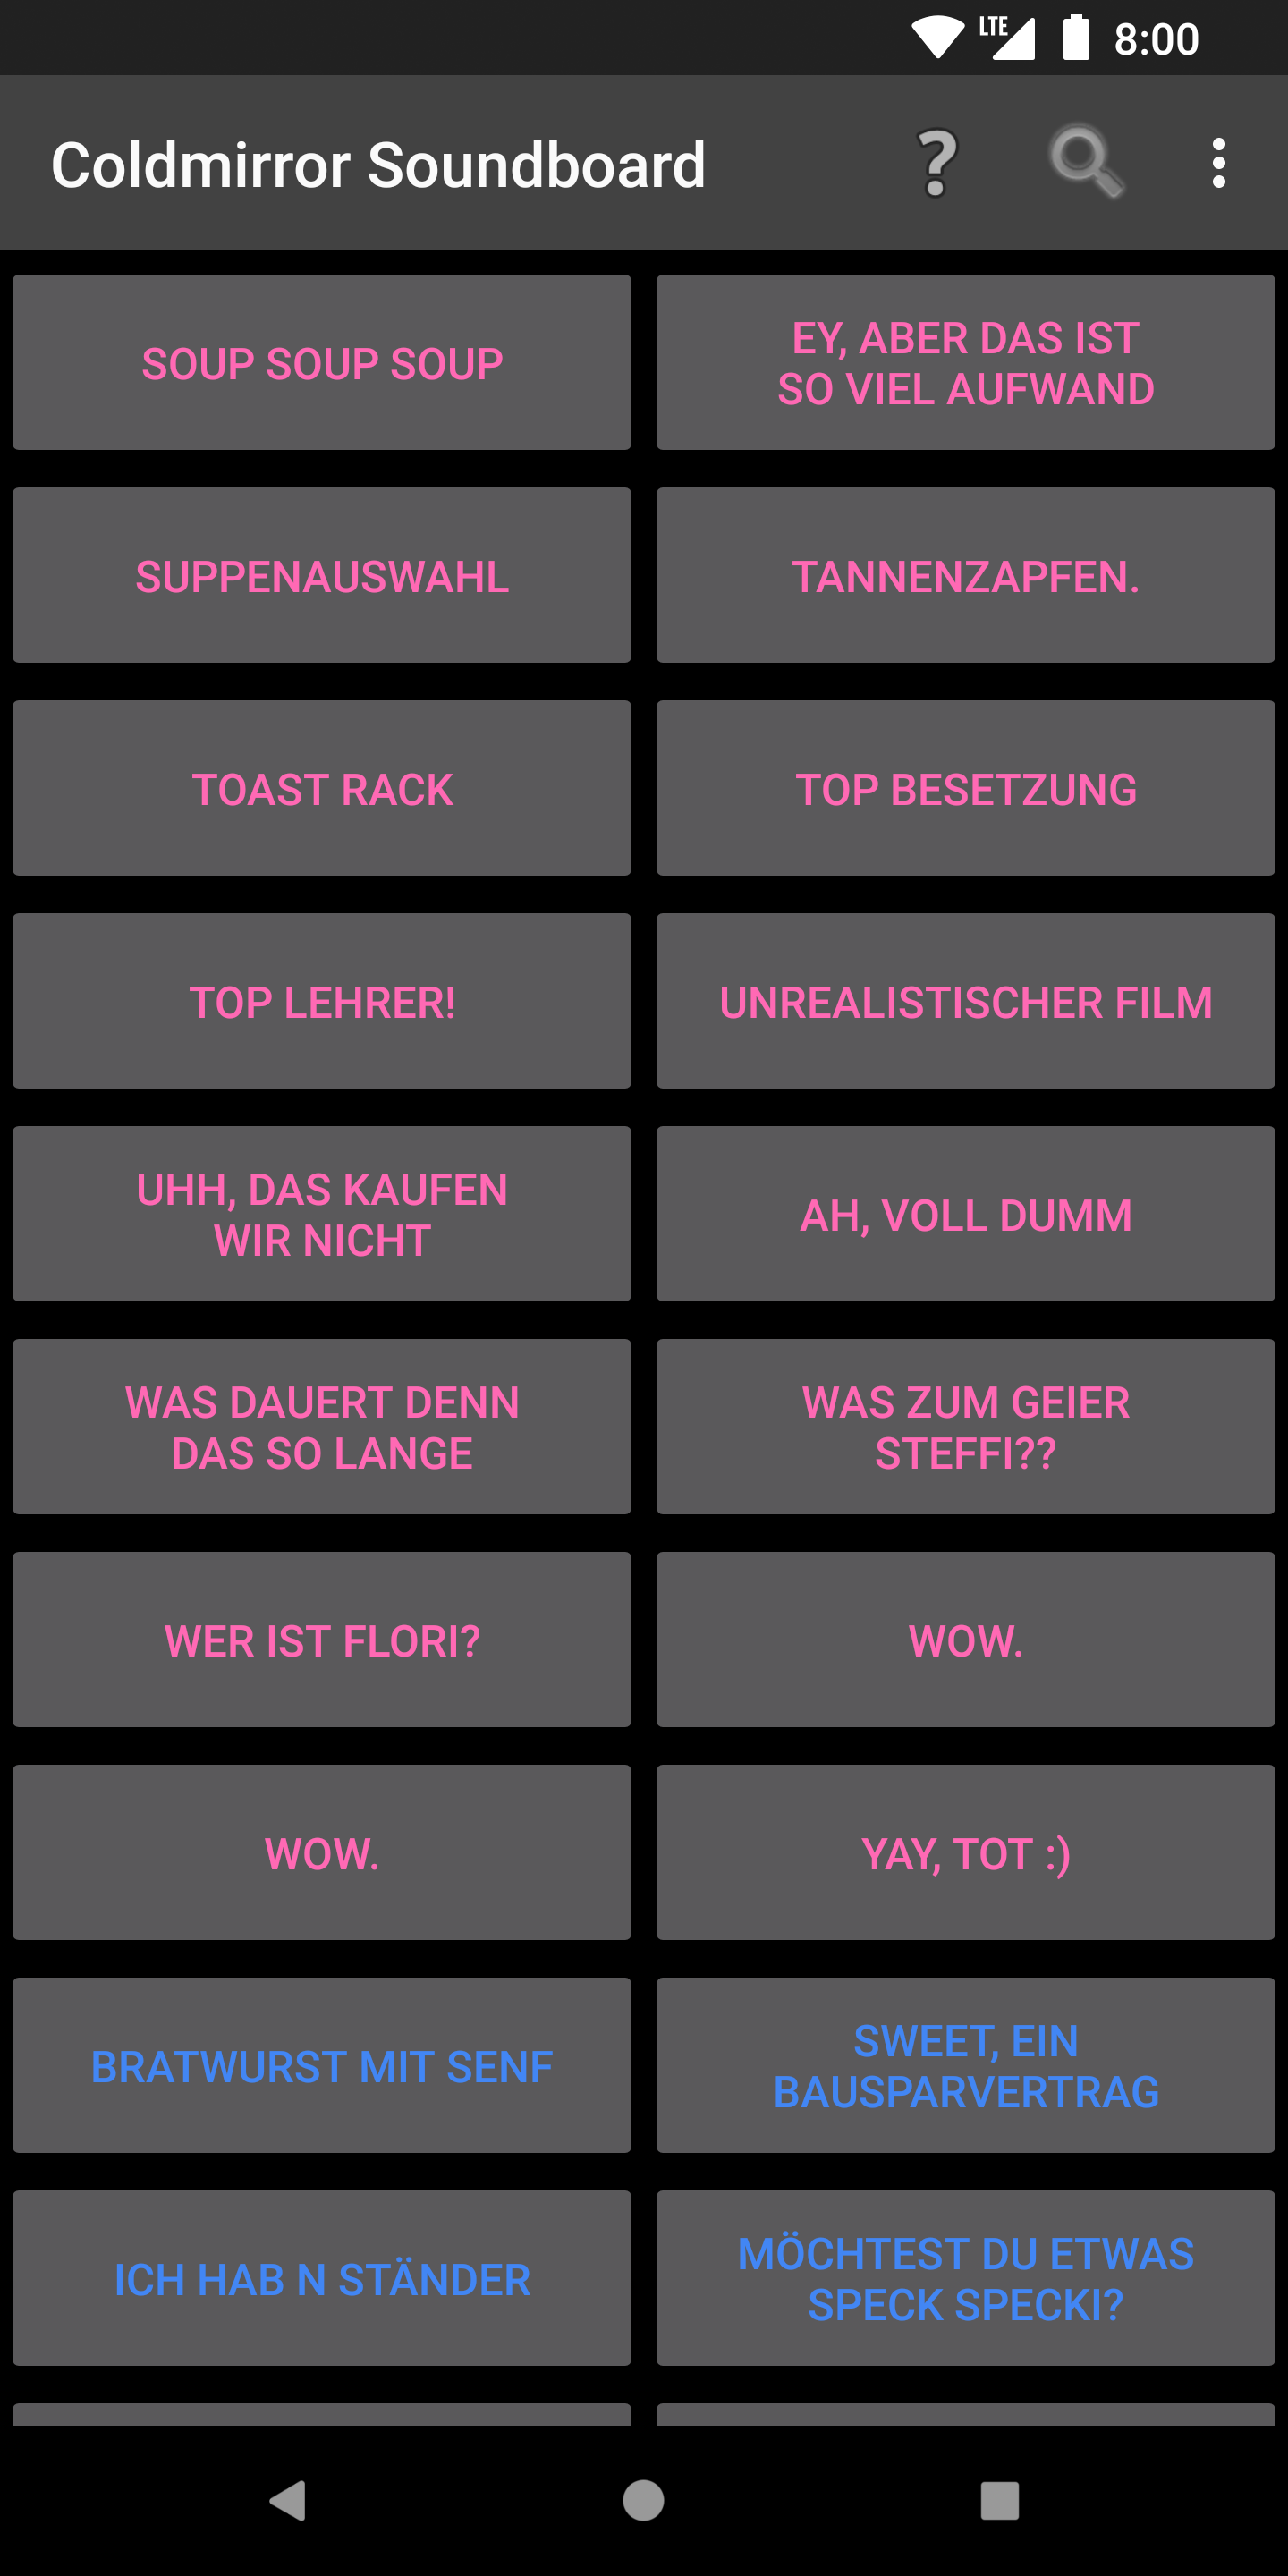 LTE 8:00
Coldmirror Soundboard
SOUP SOUP SOUP
EY, ABER DAS IST
SO VIEL AUFWAND
SUPPENAUSWAHL
TANNENZAPFEN.
TOAST RACK
TOP BESETZUNG
TOP LEHRER!
UNREALISTISCHER FILM
UHH, DAS KAUFEN
WIR NICHT
AH, VOLL DUMM
WAS DAUERT DENN
DAS SO LANGE
WAS ZUM GEIER
STEFFI??
WER IST FLORI?
WOW.
WOW.
YAY, TOT :)
BRATWURST MIT SENF
SWEET, EIN
BAUSPARVERTRAG
ICH HAB N STÄNDER
MÖCHTEST DU ETWAS
SPECK SPECKI?